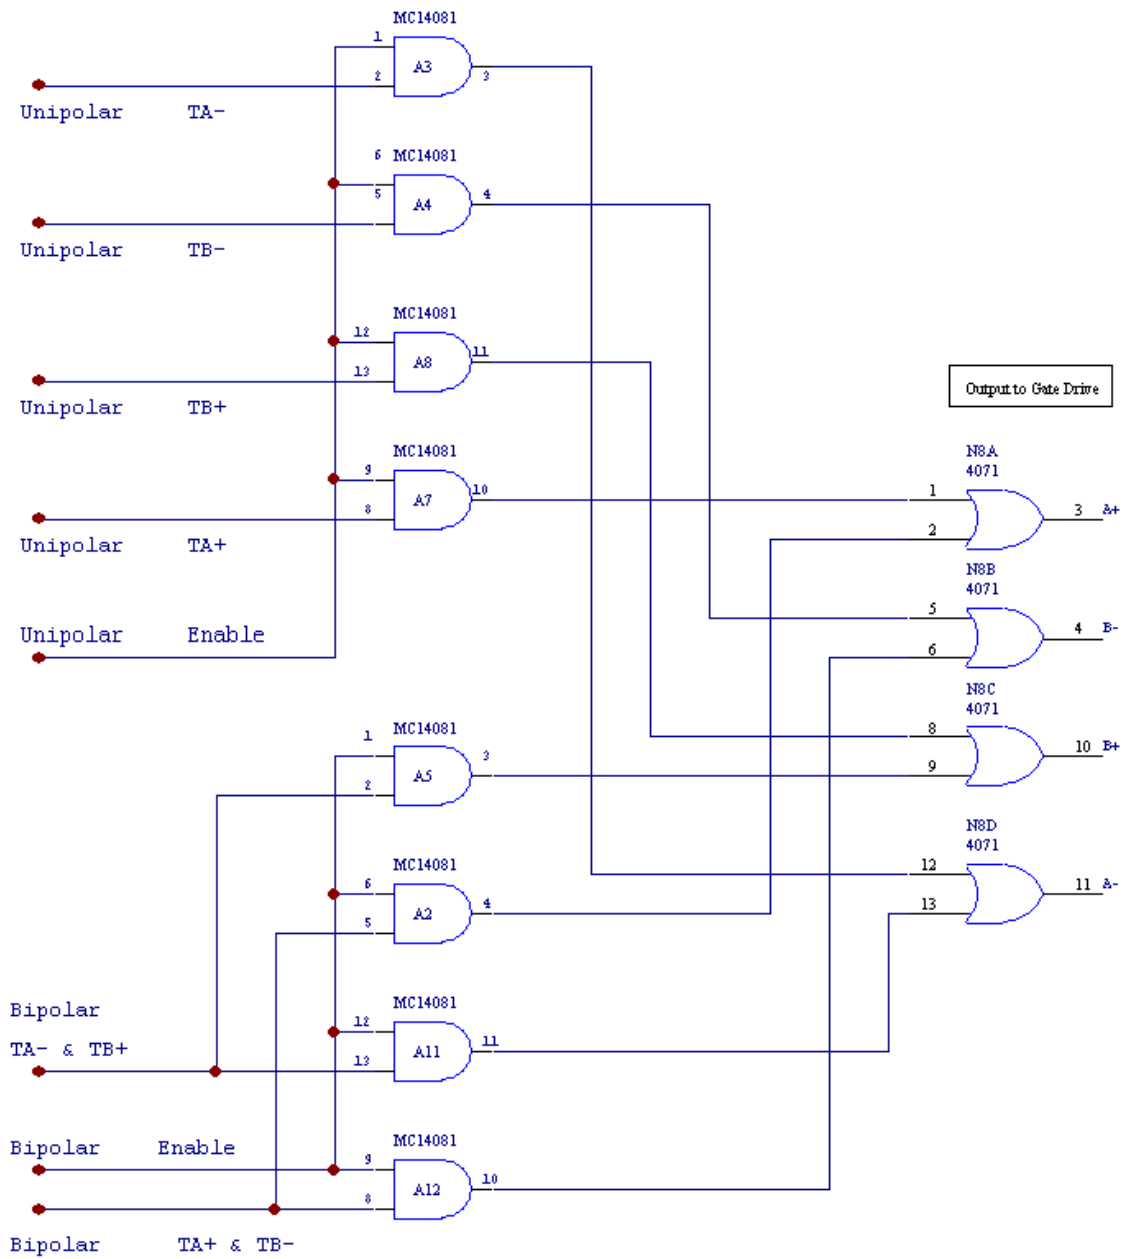 MC14081
1
A3
2
3
Unipolar TA-
6 MC14081
5
A4
4
Unipolar TB-
MC14081
12
A8
11
13
Unipolar TB+
Output to Gate Drive
MC14081
9
A7
10
8
Unipolar TA+
N8A
4071
1
2
3 A+
N8B
4071
5
6
4 B-
Unipolar Enable
N8C
4071
8
9
10 B+
MC14081
1
A5
3
2
N8D
4071
12
13
11 A-
MC14081
6
A2
4
5
Bipolar
TA- & TB+
MC14081
12
A11
11
13
Bipolar Enable
MC14081
9
A12
10
8
Bipolar TA+ & TB-